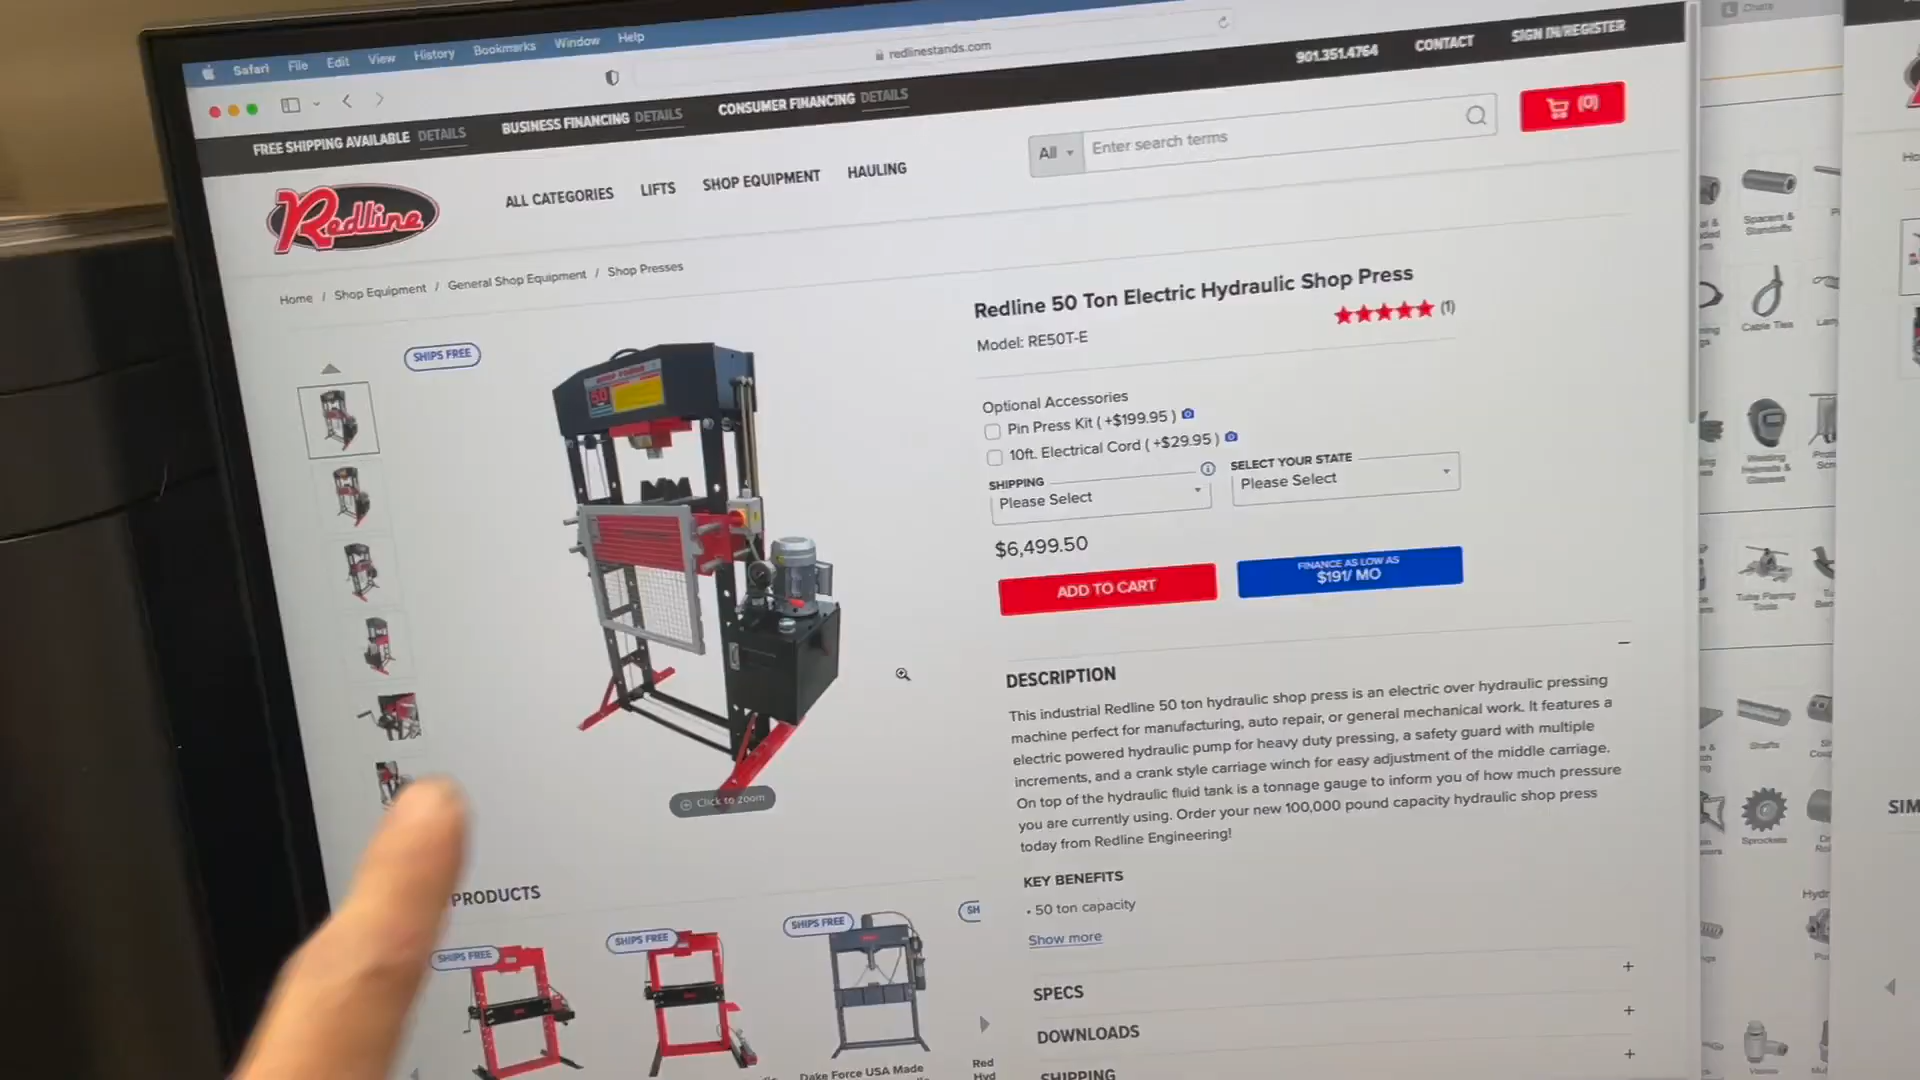 Safari File Edit View History Bookmarks Window Help
redlinestands.com
FREE SHIPPING AVAILABLE DETAILS BUSINESS FINANCING DETAILS CONSUMER FINANCING DETAILS 901.351.4764 CONTACT SIGN IN/REGISTER
Redline
ALL CATEGORIES LIFTS SHOP EQUIPMENT HAULING
All Enter search terms (0)
Home / Shop Equipment / General Shop Equipment / Shop Presses
SHIPS FREE
50
Click to zoom
Redline 50 Ton Electric Hydraulic Shop Press
(1)
Model: RE50T-E
Optional Accessories
Pin Press Kit ( +$199.95 )
10ft. Electrical Cord ( +$29.95 )
SHIPPING
Please Select
SELECT YOUR STATE
Please Select
$6,499.50
ADD TO CART
FINANCE AS LOW AS
$191/ MO
DESCRIPTION
This industrial Redline 50 ton hydraulic shop press is an electric over hydraulic pressing
machine perfect for manufacturing, auto repair, or general mechanical work. It features a
electric powered hydraulic pump for heavy duty pressing, a safety guard with multiple
increments, and a crank style carriage winch for easy adjustment of the middle carriage.
On top of the hydraulic fluid tank is a tonnage gauge to inform you of how much pressure
you are currently using. Order your new 100,000 pound capacity hydraulic shop press
today from Redline Engineering!
KEY BENEFITS
• 50 ton capacity
Show more
SPECS
DOWNLOADS
SHIPPING
PRODUCTS
SHIPS FREE
SHIPS FREE
SHIPS FREE
SH
Dake Force USA Made
Red
Hyd
Chats
Spacers &
Standoffs
Cable Ties
Welding
Helmets &
Glasses
Shafts
Sprockets
SIM